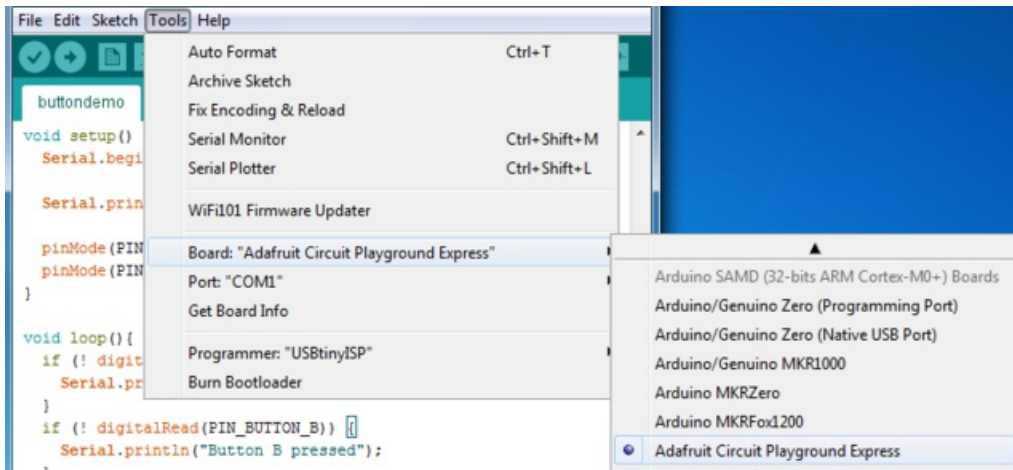 File Edit Sketch Tools Help
Auto Format Ctrl+T
Archive Sketch
Fix Encoding & Reload
Serial Monitor Ctrl+Shift+M
Serial Plotter Ctrl+Shift+L
WiFi101 Firmware Updater
Board: "Adafruit Circuit Playground Express"
Port: "COM1"
Get Board Info
Programmer: "USBtinyISP"
Burn Bootloader
buttondemo
void setup()
Serial.begi
Serial.prin
pinMode(PIN
pinMode(PIN
}
void loop(){
if (! digit
Serial.pr
}
if (! digitalRead(PIN_BUTTON_B)) {
Serial.println("Button B pressed");
Arduino SAMD (32-bits ARM Cortex-M0+) Boards
Arduino/Genuino Zero (Programming Port)
Arduino/Genuino Zero (Native USB Port)
Arduino/Genuino MKR1000
Arduino MKRZero
Arduino MKRFox1200
Adafruit Circuit Playground Express